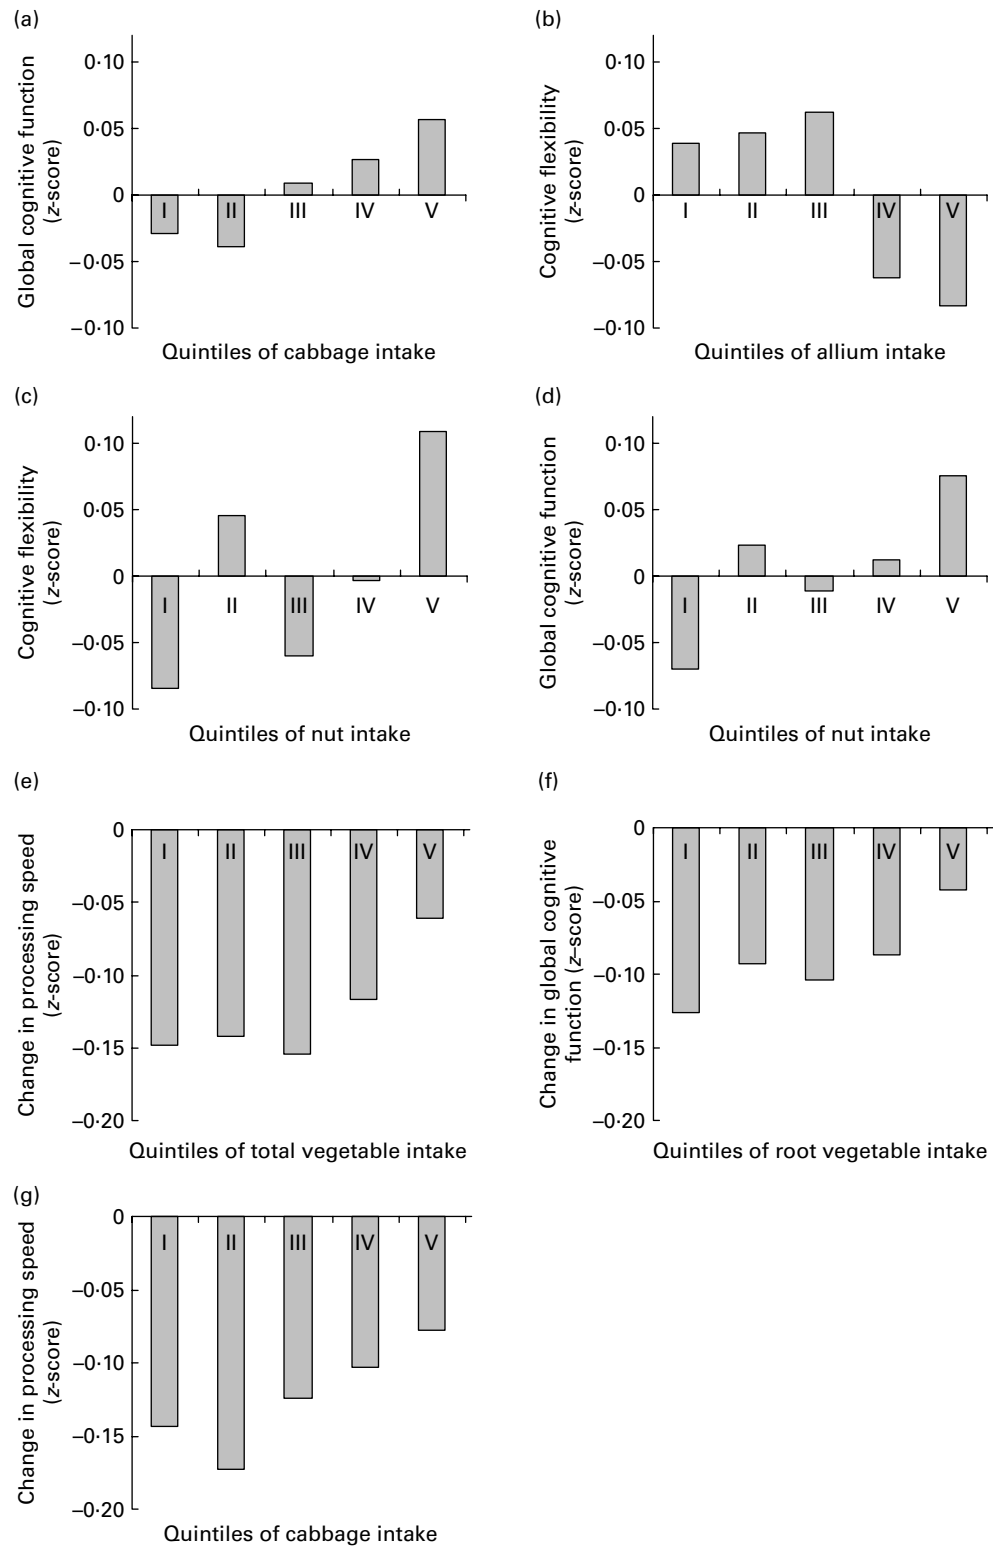 (a)
Global cognitive function
(z-score)
0·10
0·05
0
−0·05
−0·10
I II III IV V
Quintiles of cabbage intake
(b)
Cognitive flexibility
(z-score)
0·10
0·05
0
−0·05
−0·10
I II III IV V
Quintiles of allium intake
(c)
Cognitive flexibility
(z-score)
0·10
0·05
0
−0·05
−0·10
I II III IV V
Quintiles of nut intake
(d)
Global cognitive function
(z-score)
0·10
0·05
0
−0·05
−0·10
I II III IV V
Quintiles of nut intake
(e)
Change in processing speed
(z-score)
0
−0·05
−0·10
−0·15
−0·20
I II III IV V
Quintiles of total vegetable intake
(f)
Change in global cognitive
function (z–score)
0
−0·05
−0·10
−0·15
−0·20
I II III IV V
Quintiles of root vegetable intake
(g)
Change in processing speed
(z-score)
0
−0·05
−0·10
−0·15
−0·20
I II III IV V
Quintiles of cabbage intake